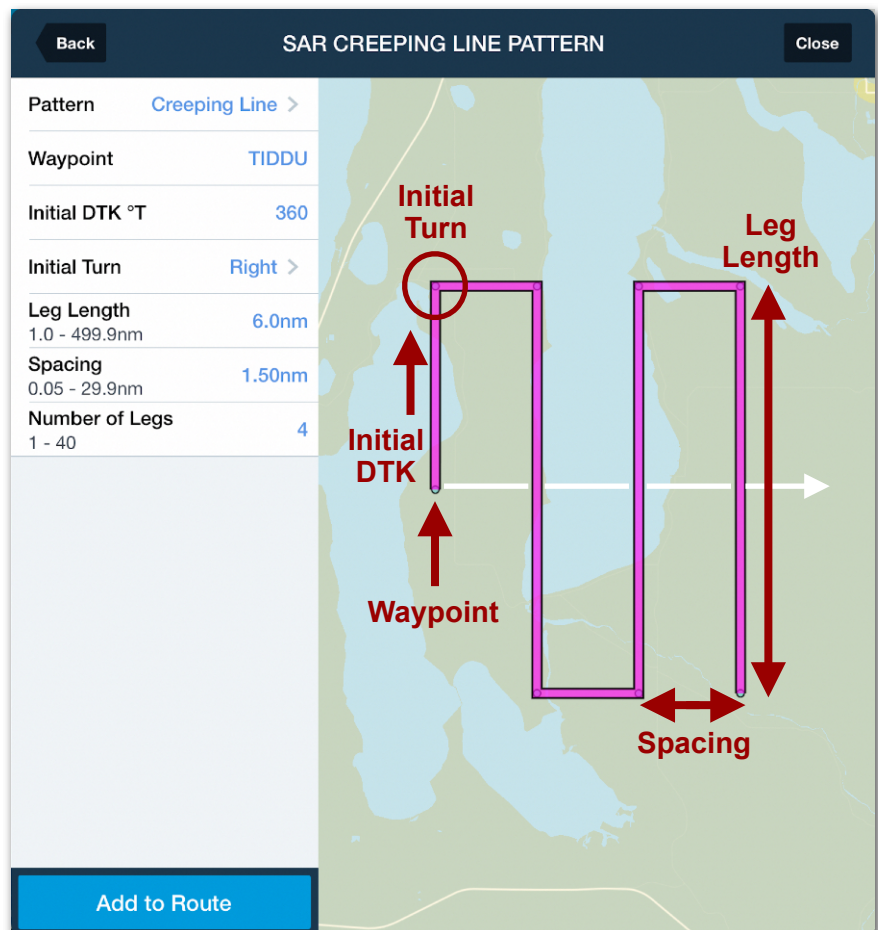 Back
SAR CREEPING LINE PATTERN
Close
Pattern Creeping Line
Waypoint TIDDU
Initial DTK °T 360
Initial Turn Right
Leg Length
1.0 - 499.9nm
6.0nm
Spacing
0.05 - 29.9nm
1.50nm
Number of Legs
1 - 40
4
Add to Route
Initial
Turn
Leg
Length
Initial
DTK
Waypoint
Spacing
L